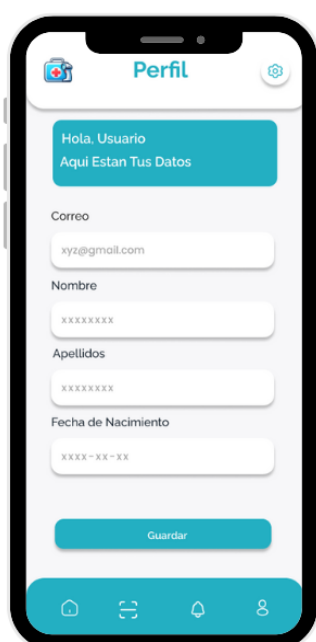 Perfil
Hola, Usuario
Aqui Estan Tus Datos
Correo
xyz@gmail.com
Nombre
xxxxxxxx
Apellidos
xxxxxxxx
Fecha de Nacimiento
xxxx-xx-xx
Guardar